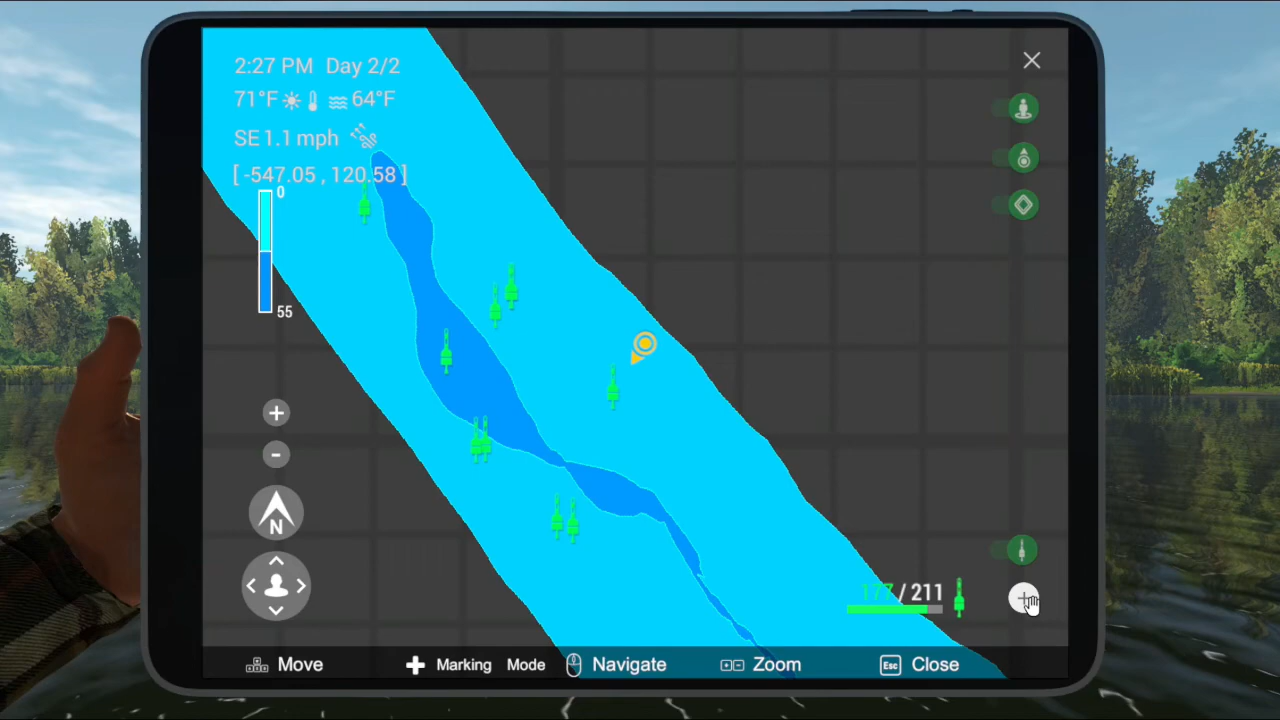 2:27 PM Day 2/2
71°F 64°F
SE 1.1 mph
[ -547.05 , 120.58 ]
0
55
+
-
N
177 / 211
Move Marking Mode Navigate Zoom Esc Close